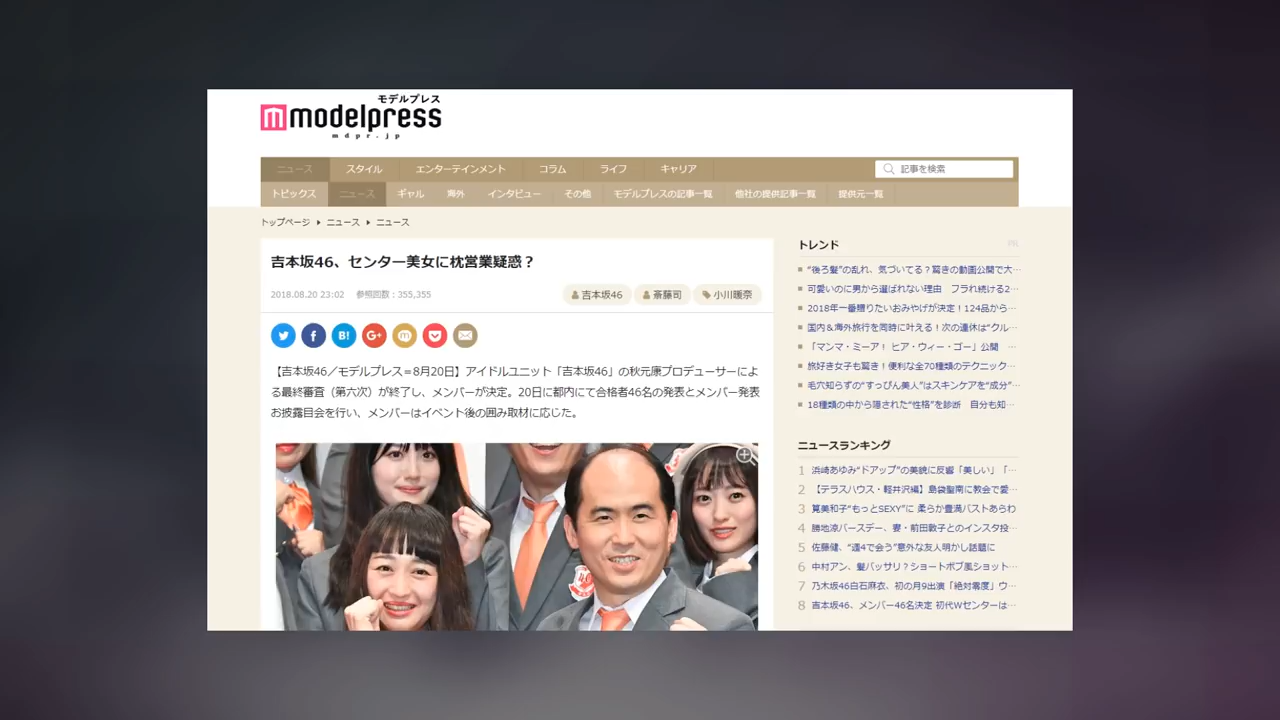 モデルプレス
modelpress
mdpr.jp
ニュース スタイル エンターテインメント コラム ライフ キャリア 記事を検索
トピックス ニュース ギャル 海外 インタビュー その他 モデルプレスの記事一覧 他社の提供記事一覧 提供元一覧
トップページ ▶ ニュース ▶ ニュース
吉本坂46、センター美女に枕営業疑惑？
2018.08.20 23:02 参照回数：355,355
吉本坂46 斎藤司 小川暖奈
B!
G+
【吉本坂46／モデルプレス＝8月20日】アイドルユニット「吉本坂46」の秋元康プロデューサーによ
る最終審査（第六次）が終了し、メンバーが決定。20日に都内にて合格者46名の発表とメンバー発表
お披露目会を行い、メンバーはイベント後の囲み取材に応じた。
トレンド PR
“後ろ髪”の乱れ、気づいてる？驚きの動画公開で大…
可愛いのに男から選ばれない理由 フラれ続ける2…
2018年一番贈りたいおみやげが決定！124品から…
国内＆海外旅行を同時に叶える！次の連休は“クル…
「マンマ・ミーア！ ヒア・ウィー・ゴー」公開 …
旅好き女子も驚き！便利な全70種類のテクニック…
毛穴知らずの“すっぴん美人”はスキンケアを“成分”…
18種類の中から隠された“性格”を診断 自分も知…
ニュースランキング
1 浜崎あゆみ“ドアップ”の美貌に反響「美しい」「…
2 【テラスハウス・軽井沢編】島袋聖南に教会で愛…
3 筧美和子“もっとSEXY”に 柔らか豊満バストあらわ
4 勝地涼バースデー、妻・前田敦子とのインスタ投…
5 佐藤健、“週4で会う”意外な友人明かし話題に
6 中村アン、髪バッサリ？ショートボブ風ショット…
7 乃木坂46白石麻衣、初の月9出演「絶対零度」ウ…
8 吉本坂46、メンバー46名決定 初代Wセンターは…